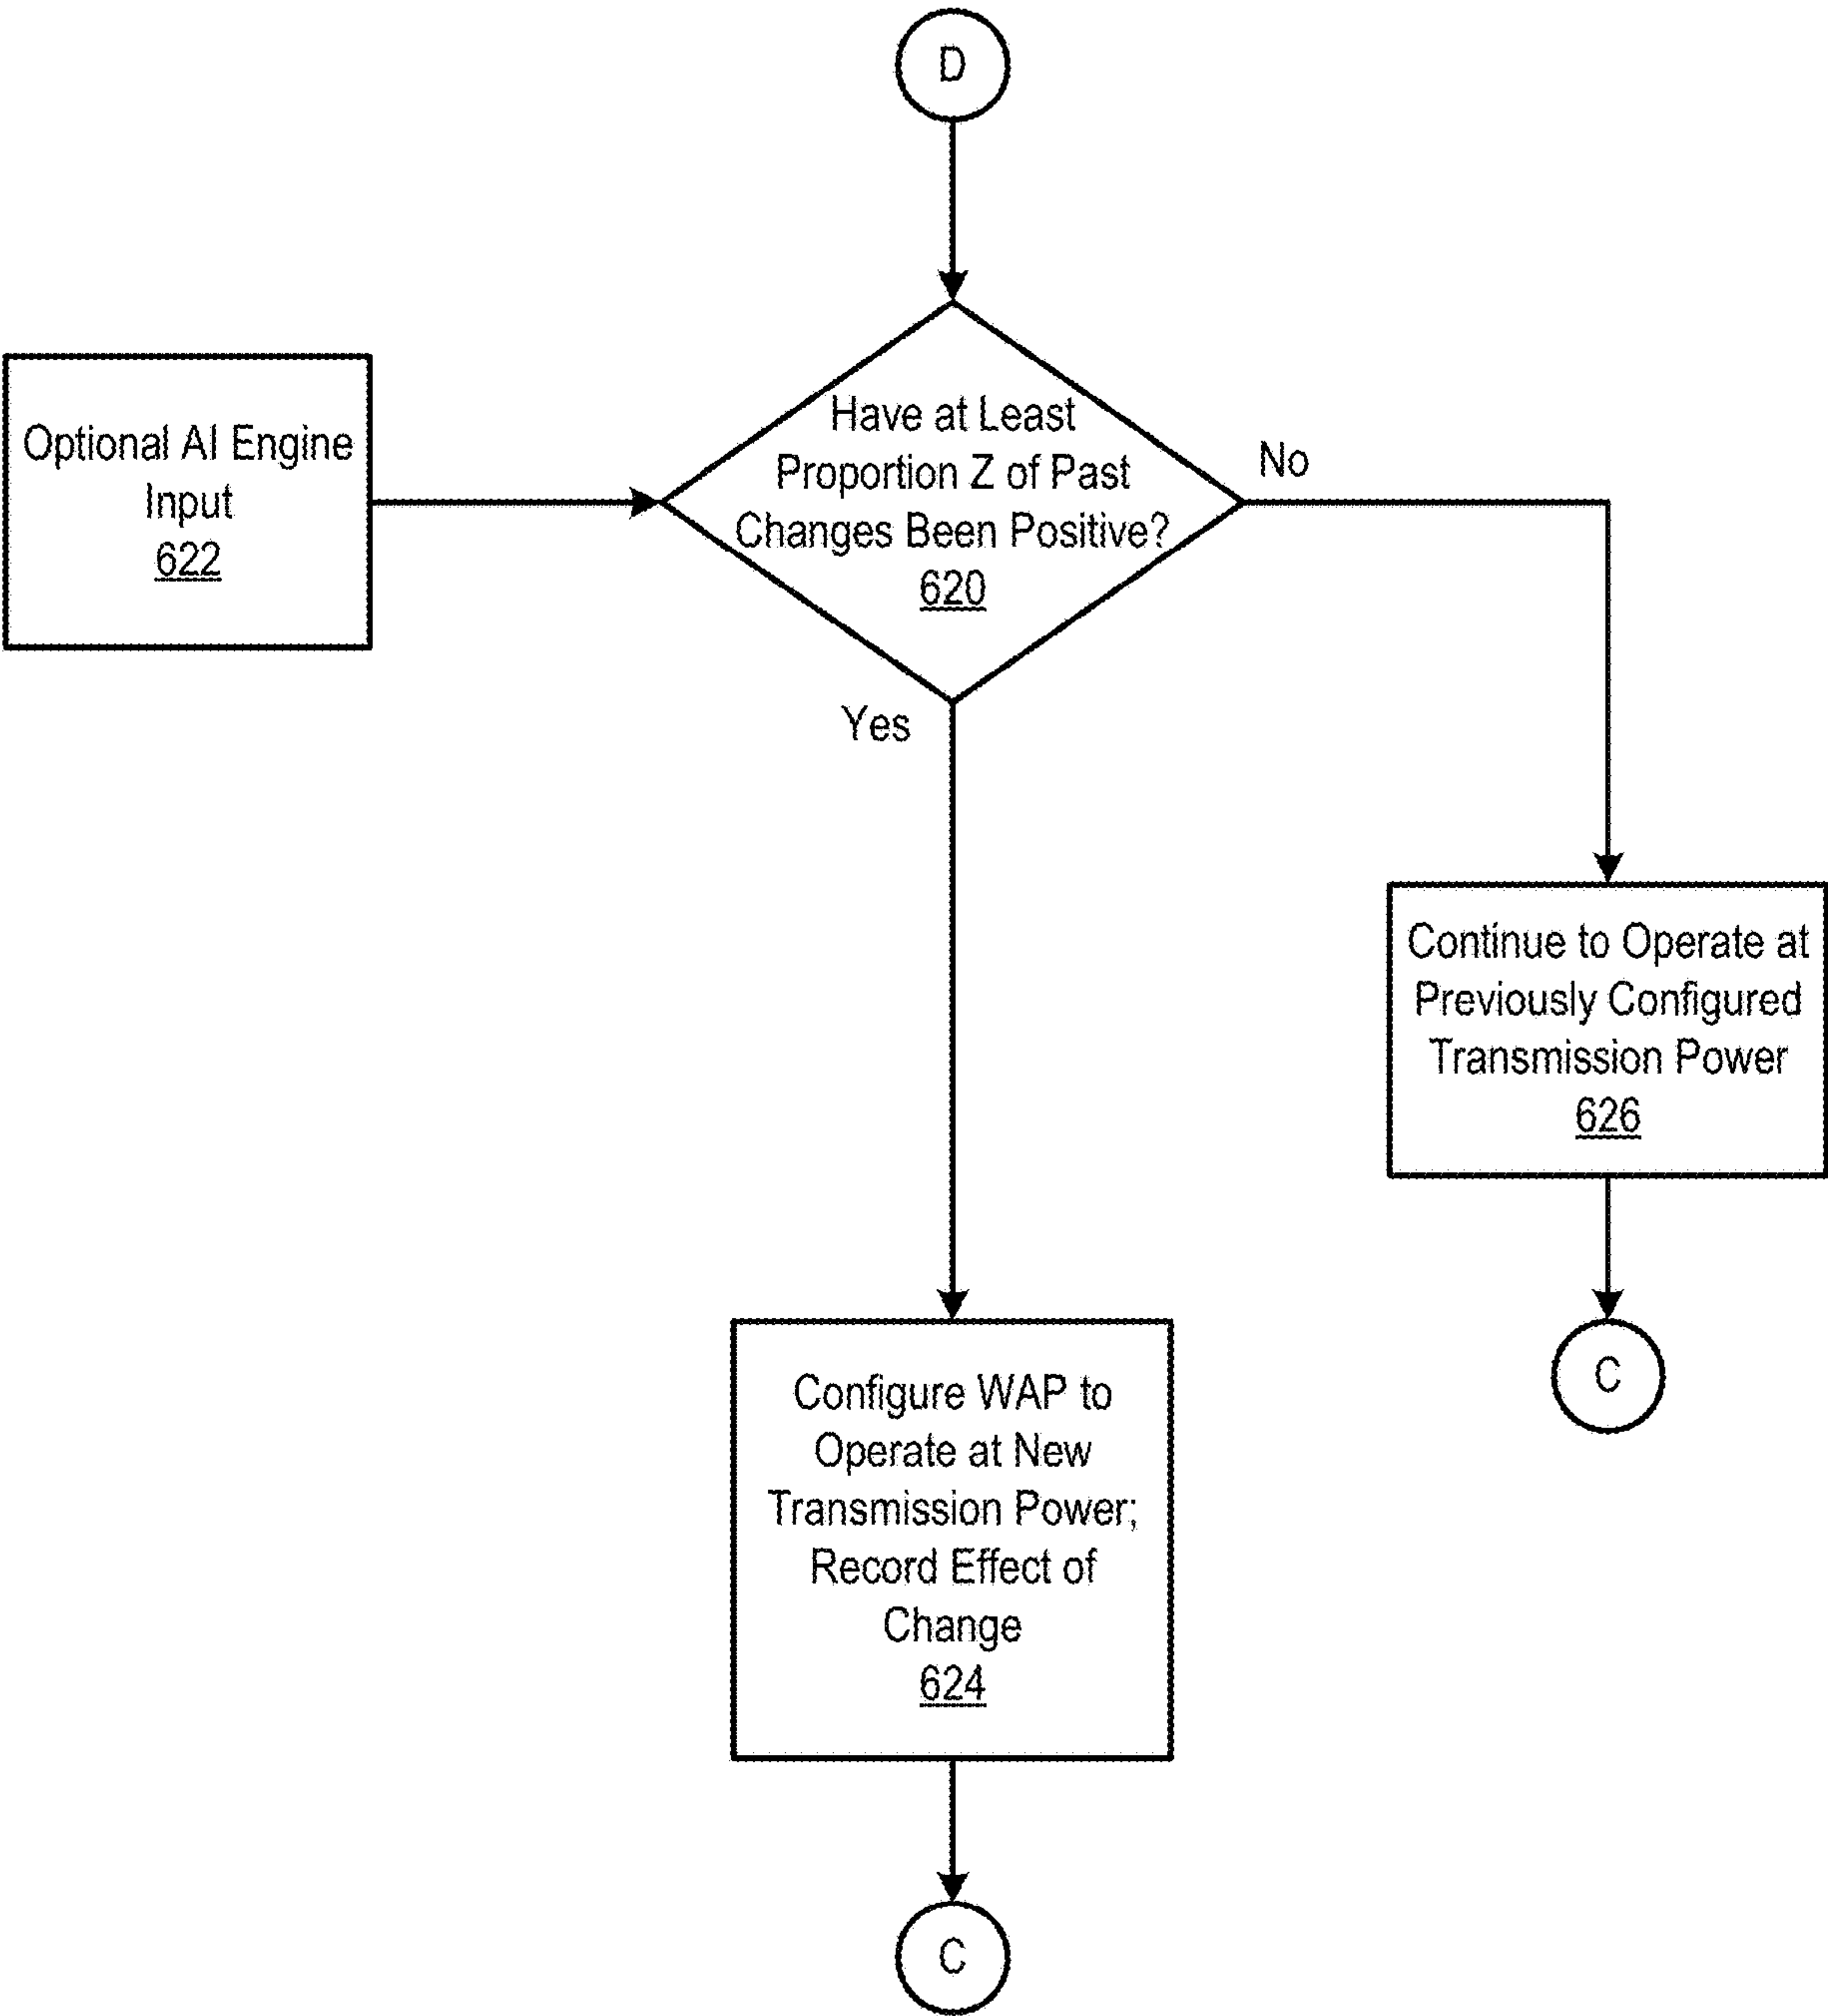 D
Optional AI Engine
Input
622
Have at Least
Proportion Z of Past
Changes Been Positive?
620
No
Yes
Continue to Operate at
Previously Configured
Transmission Power
626
C
Configure WAP to
Operate at New
Transmission Power;
Record Effect of
Change
624
C